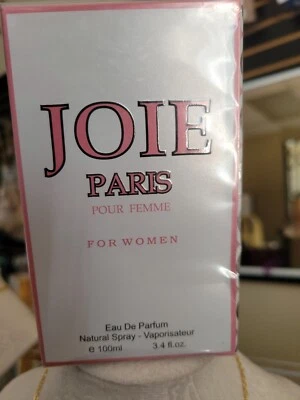 JOIE
PARIS
POUR FEMME
FOR WOMEN
Eau De Parfum
Natural Spray - Vaporisateur
e 100ml 3.4 fl.oz.